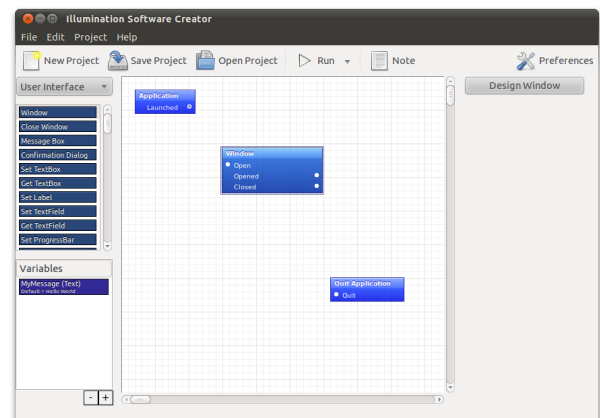 Illumination Software Creator
File Edit Project Help
New Project Save Project Open Project Run Note Preferences
User Interface
Window
Close Window
Message Box
Confirmation Dialog
Set TextBox
Get TextBox
Set Label
Set TextField
Get TextField
Set ProgressBar
Variables
MyMessage (Text)
Default = Hello World
- +
Application
Launched
Window
Open
Opened
Closed
Quit Application
Quit
Design Window